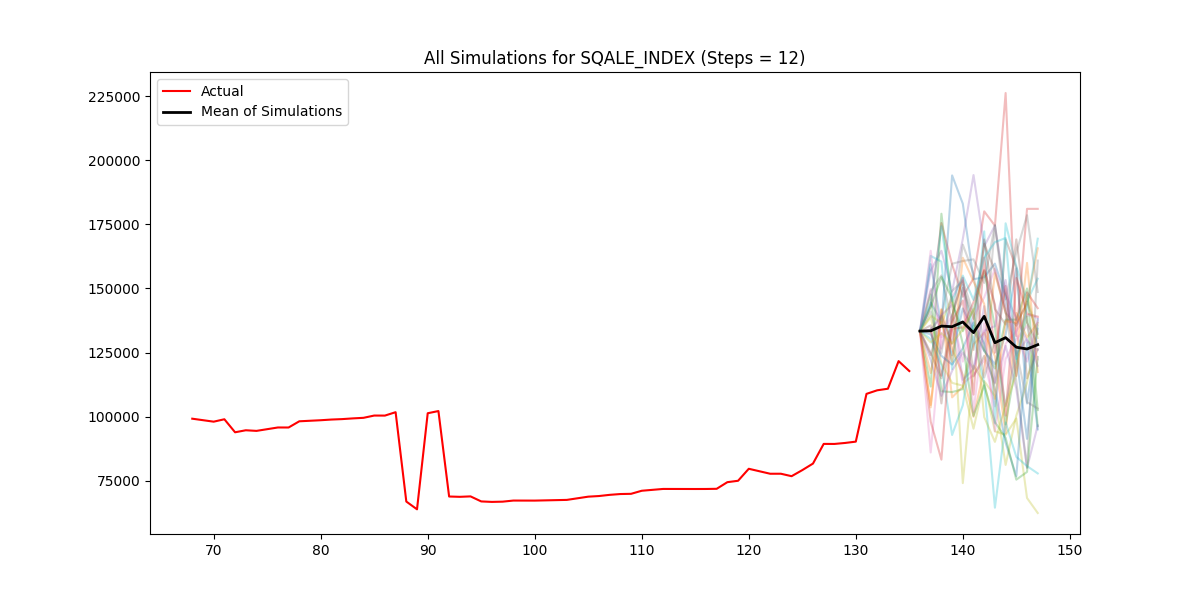 All Simulations for SQALE_INDEX (Steps = 12)
Actual
Mean of Simulations
225000
200000
175000
150000
125000
100000
75000
70 80 90 100 110 120 130 140 150